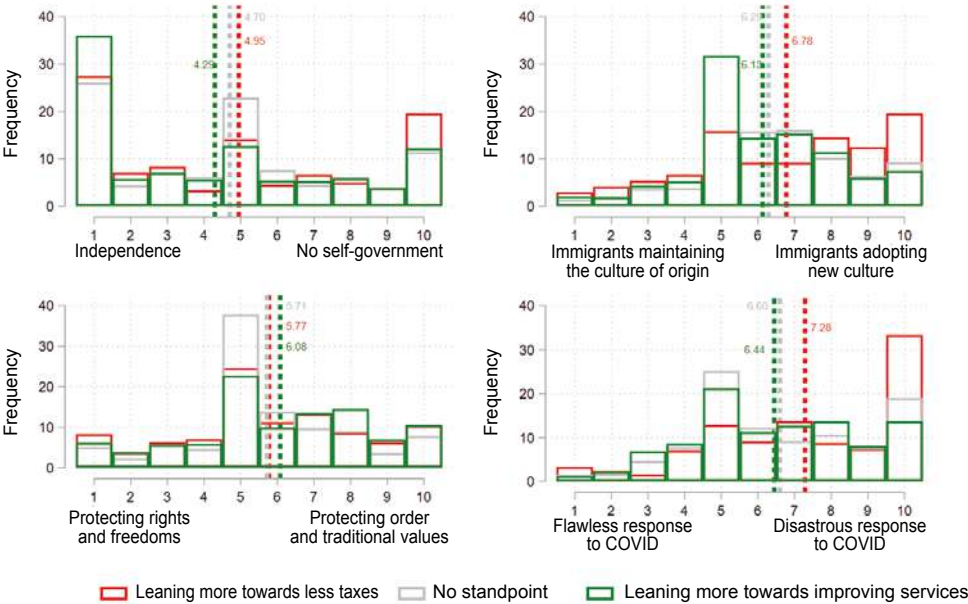 40
30
20
10
0
Frequency
4.70
4.95
4.29
1 2 3 4 5 6 7 8 9 10
Independence No self-government
40
30
20
10
0
Frequency
6.78
1 2 3 4 5 6 7 8 9 10
Immigrants maintaining
the culture of origin
Immigrants adopting
new culture
40
30
20
10
0
Frequency
5.71
5.77
6.08
1 2 3 4 5 6 7 8 9 10
Protecting rights
and freedoms
Protecting order
and traditional values
40
30
20
10
0
Frequency
7.28
6.44
1 2 3 4 5 6 7 8 9 10
Flawless response
to COVID
Disastrous response
to COVID
Leaning more towards less taxes No standpoint Leaning more towards improving services